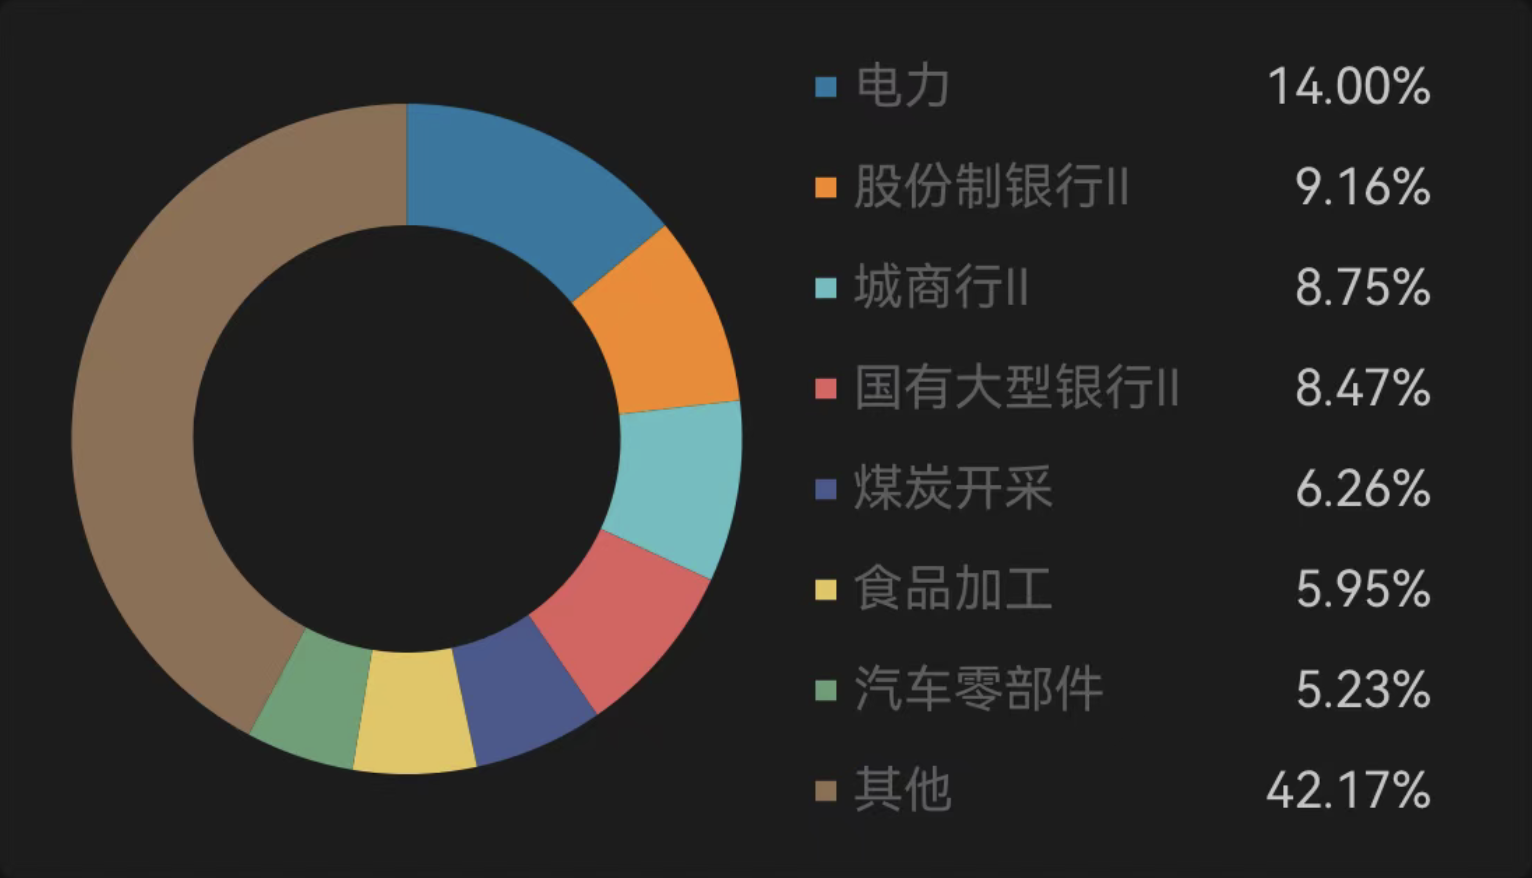 电力 14.00%
股份制银行II 9.16%
城商行II 8.75%
国有大型银行II 8.47%
煤炭开采 6.26%
食品加工 5.95%
汽车零部件 5.23%
其他 42.17%